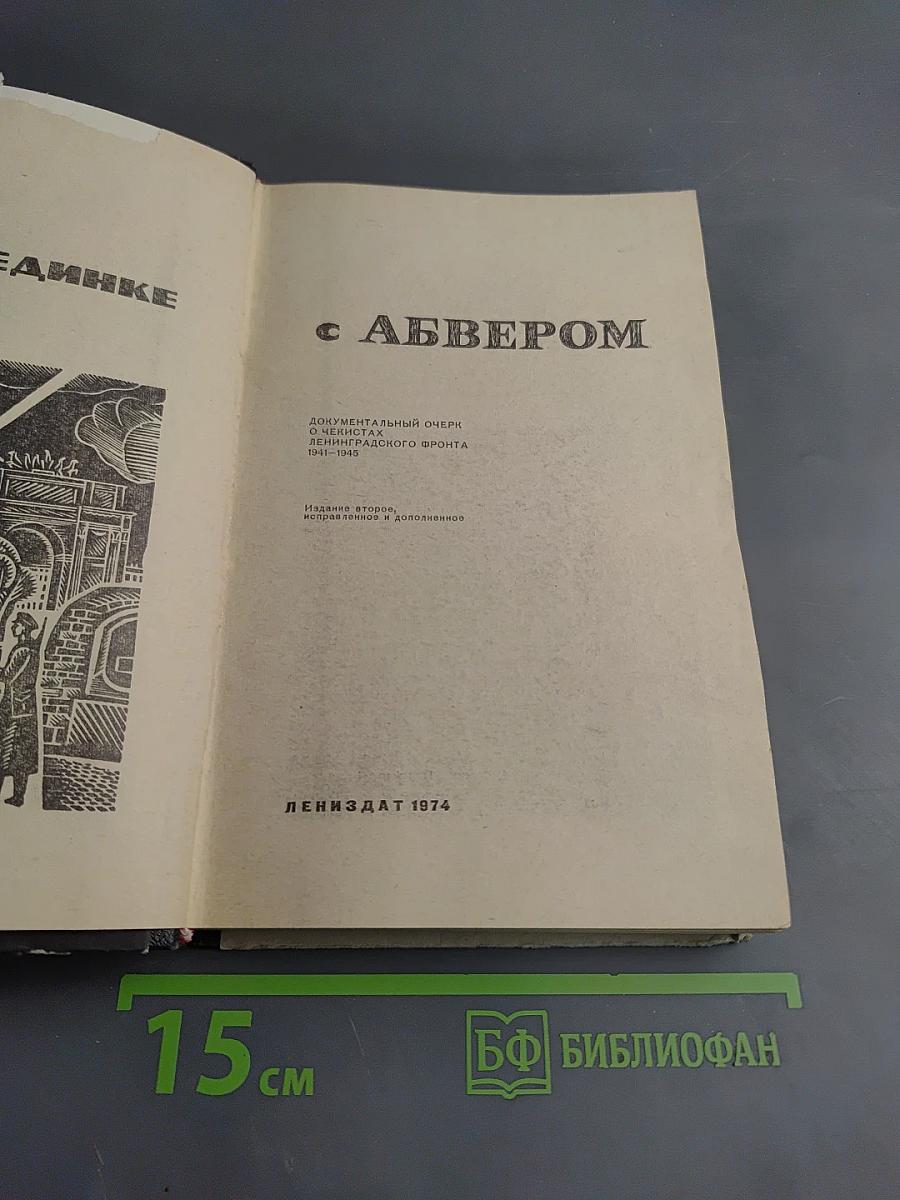 ЕДИНКЕ
с АБВЕРОМ
ДОКУМЕНТАЛЬНЫЙ ОЧЕРК
О ЧЕКИСТАХ
ЛЕНИНГРАДСКОГО ФРОНТА
1941–1945
Издание второе,
исправленное и дополненное
ЛЕНИЗДАТ 1974
15 см
БФ БИБЛИОФАН